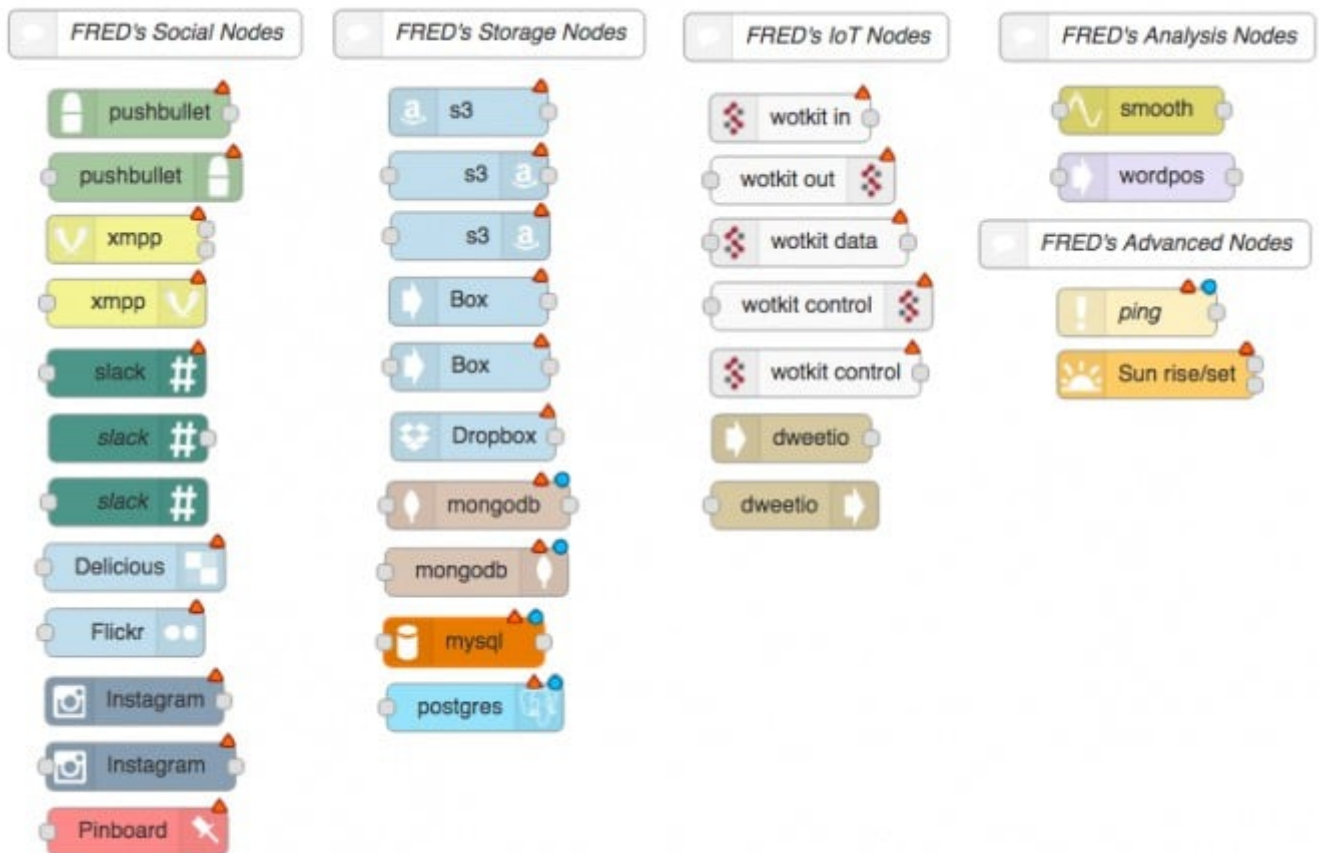 FRED's Social Nodes
pushbullet
pushbullet
xmpp
xmpp
slack
slack
slack
Delicious
Flickr
Instagram
Instagram
Pinboard
FRED's Storage Nodes
s3
s3
s3
Box
Box
Dropbox
mongodb
mongodb
mysql
postgres
FRED's IoT Nodes
wotkit in
wotkit out
wotkit data
wotkit control
wotkit control
dweetio
dweetio
FRED's Analysis Nodes
smooth
wordpos
FRED's Advanced Nodes
ping
Sun rise/set